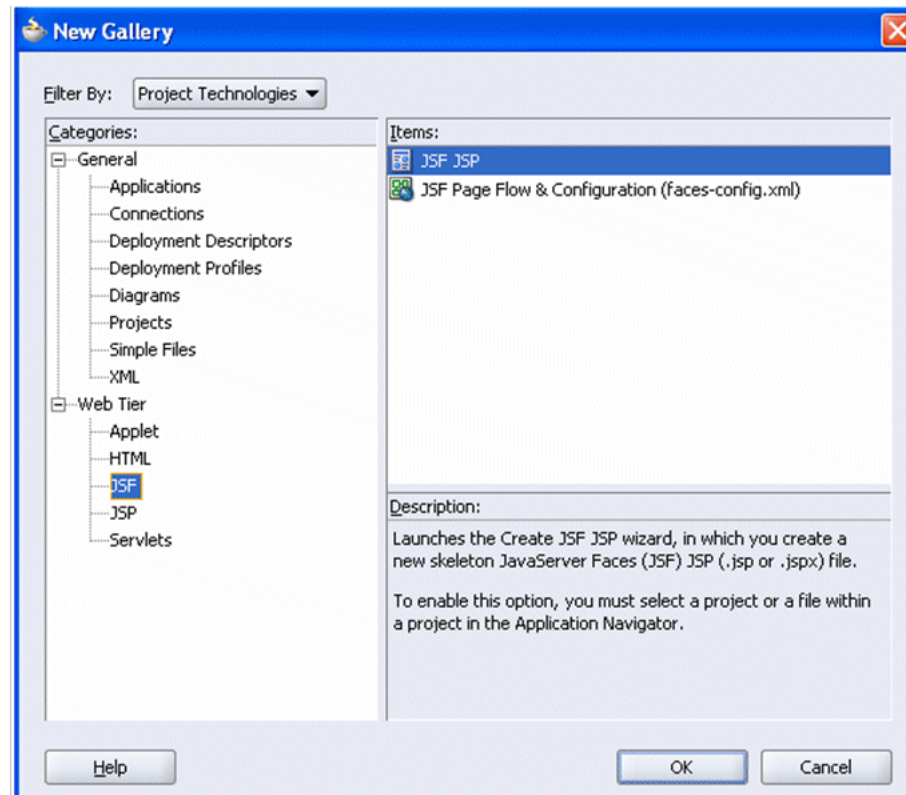 New Gallery
Filter By: Project Technologies
Categories:
General
Applications
Connections
Deployment Descriptors
Deployment Profiles
Diagrams
Projects
Simple Files
XML
Web Tier
Applet
HTML
JSF
JSP
Servlets
Items:
JSF JSP
JSF Page Flow & Configuration (faces-config.xml)
Description:
Launches the Create JSF JSP wizard, in which you create a
new skeleton JavaServer Faces (JSF) JSP (.jsp or .jspx) file.
To enable this option, you must select a project or a file within
a project in the Application Navigator.
Help
OK
Cancel